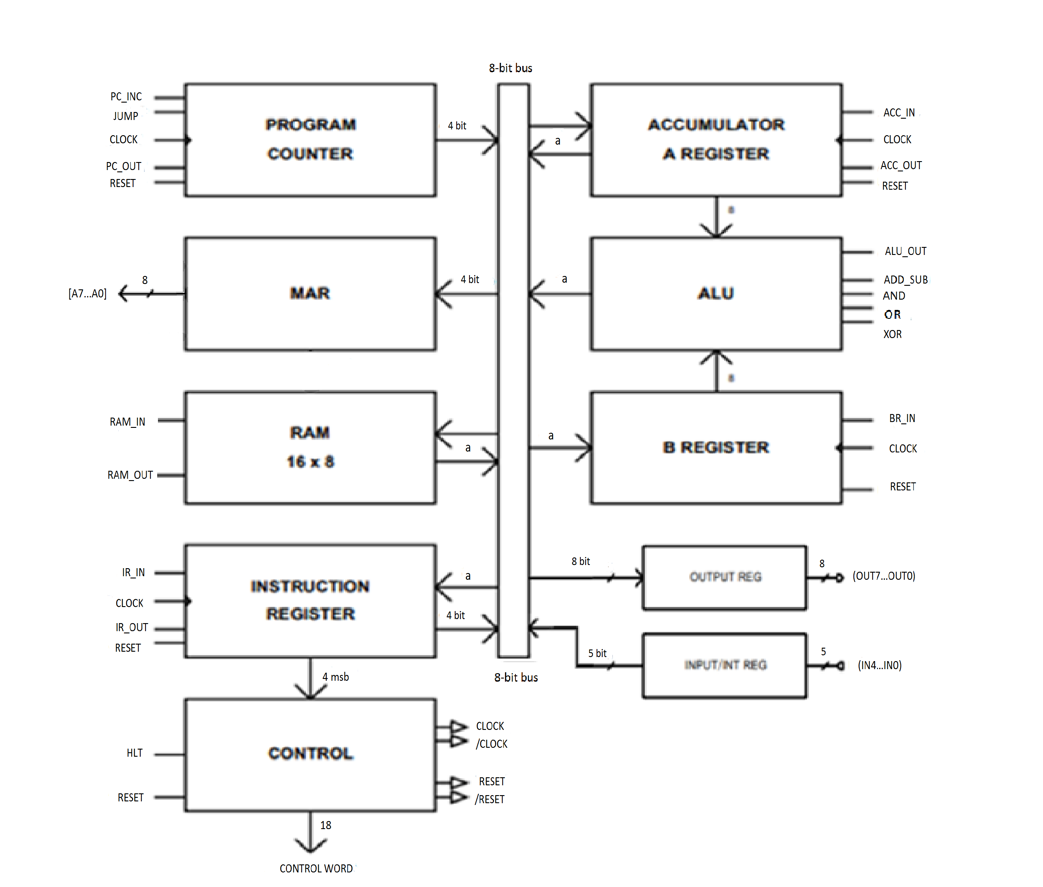 8-bit bus
PC_INC
JUMP
CLOCK
PC_OUT
RESET
PROGRAM
COUNTER
4 bit
a
ACCUMULATOR
A REGISTER
ACC_IN
CLOCK
ACC_OUT
RESET
8
[A7...A0]
8
MAR
4 bit
a
ALU
ALU_OUT
ADD_SUB
AND
OR
XOR
8
RAM_IN
RAM_OUT
RAM
16 x 8
a
a
B REGISTER
BR_IN
CLOCK
RESET
IR_IN
CLOCK
IR_OUT
RESET
INSTRUCTION
REGISTER
a
4 bit
8 bit
OUTPUT REG
8
(OUT7...OUT0)
5 bit
INPUT/INT REG
5
(IN4...IN0)
8-bit bus
4 msb
HLT
RESET
CONTROL
CLOCK
/CLOCK
RESET
/RESET
18
CONTROL WORD